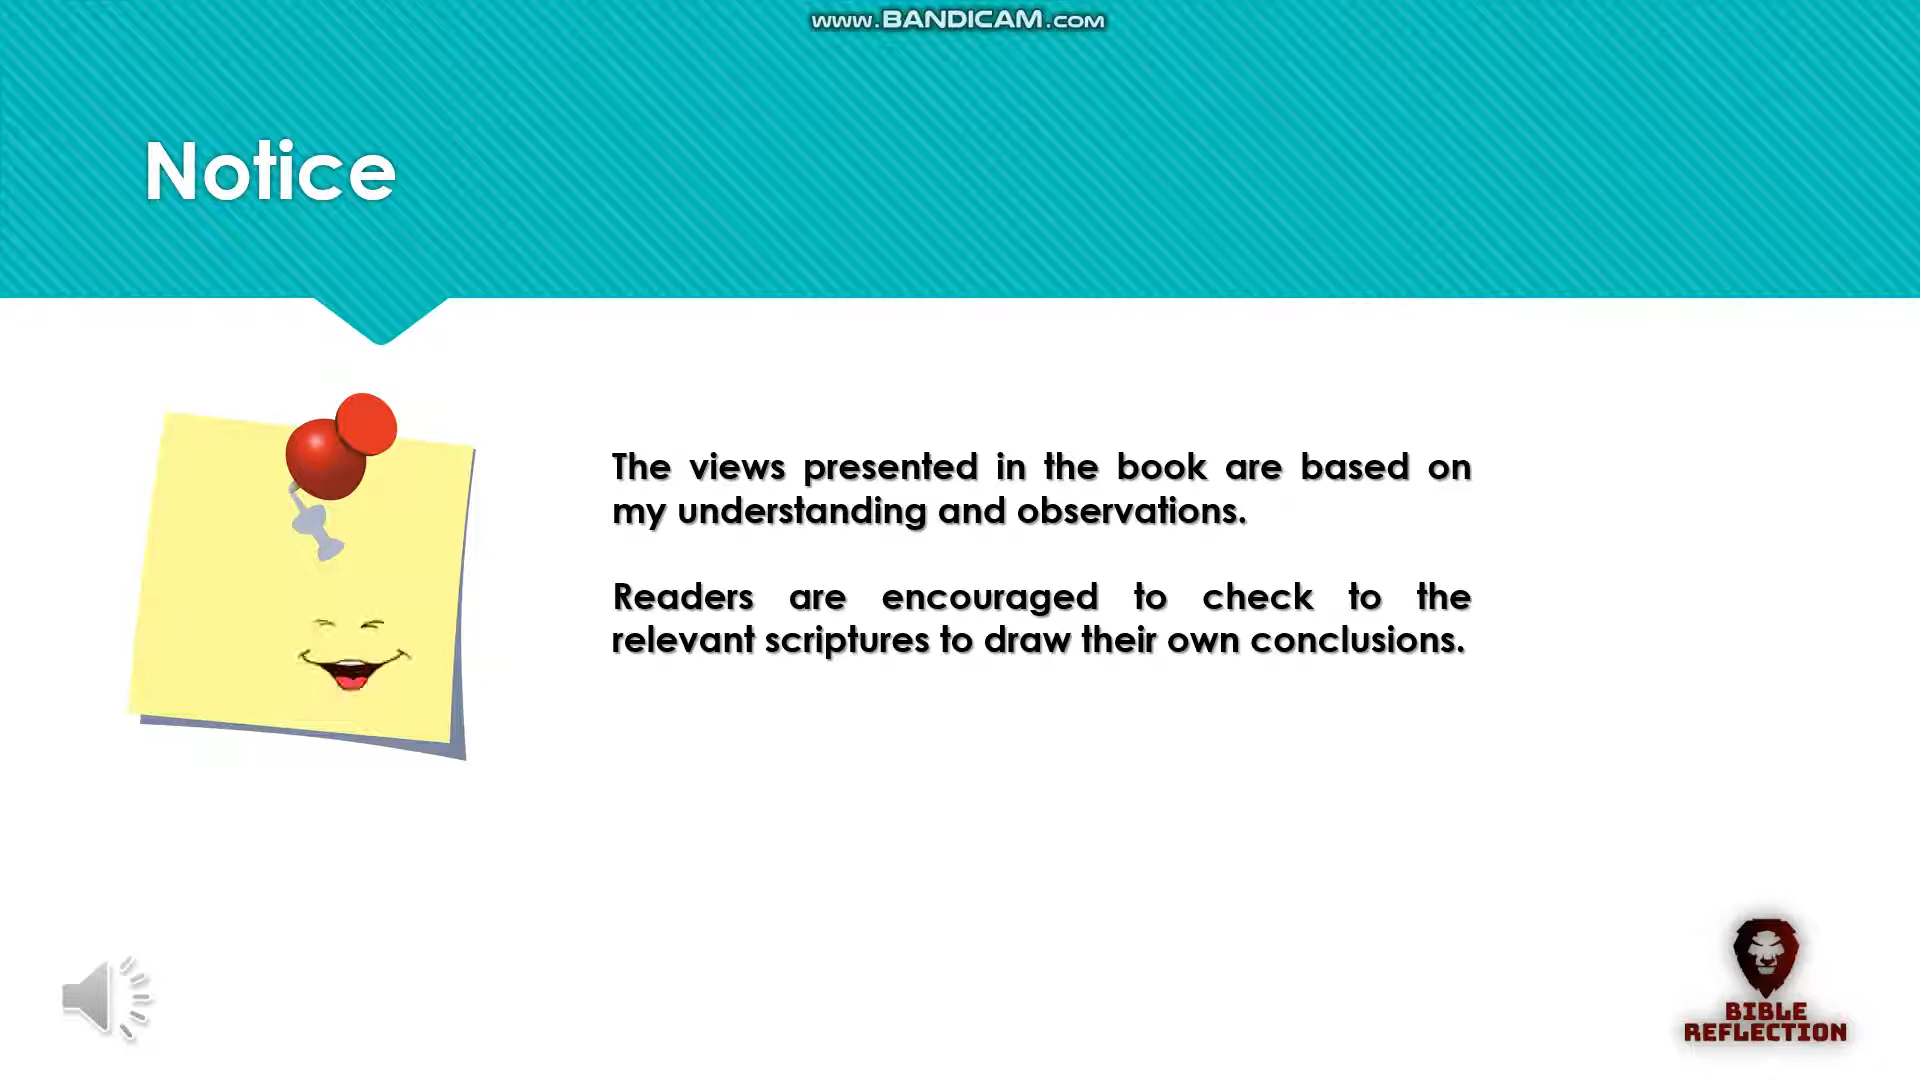 www.BANDICAM.com
Notice
The views presented in the book are based on
my understanding and observations.
Readers are encouraged to check to the
relevant scriptures to draw their own conclusions.
BIBLE
REFLECTION